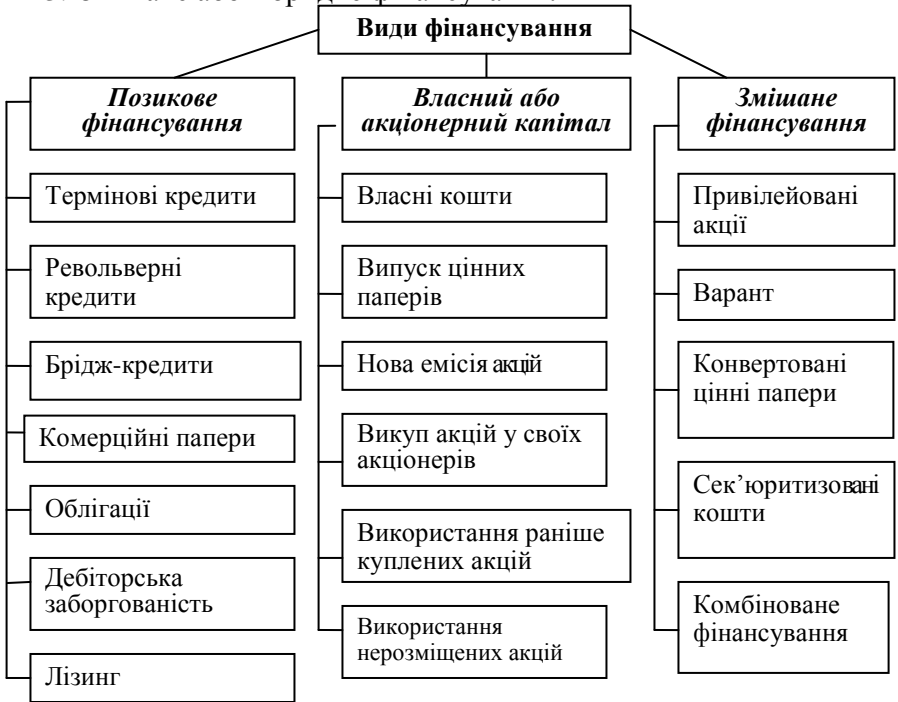 Види фінансування
Позикове
фінансування
Термінові кредити
Револьверні
кредити
Брідж-кредити
Комерційні папери
Облігації
Дебіторська
заборгованість
Лізинг
Власний або
акціонерний капітал
Власні кошти
Випуск цінних
паперів
Нова емісія акцій
Викуп акцій у своїх
акціонерів
Використання раніше
куплених акцій
Використання
нерозміщених акцій
Змішане
фінансування
Привілейовані
акції
Варант
Конвертовані
цінні папери
Сек’юритизовані
кошти
Комбіноване
фінансування